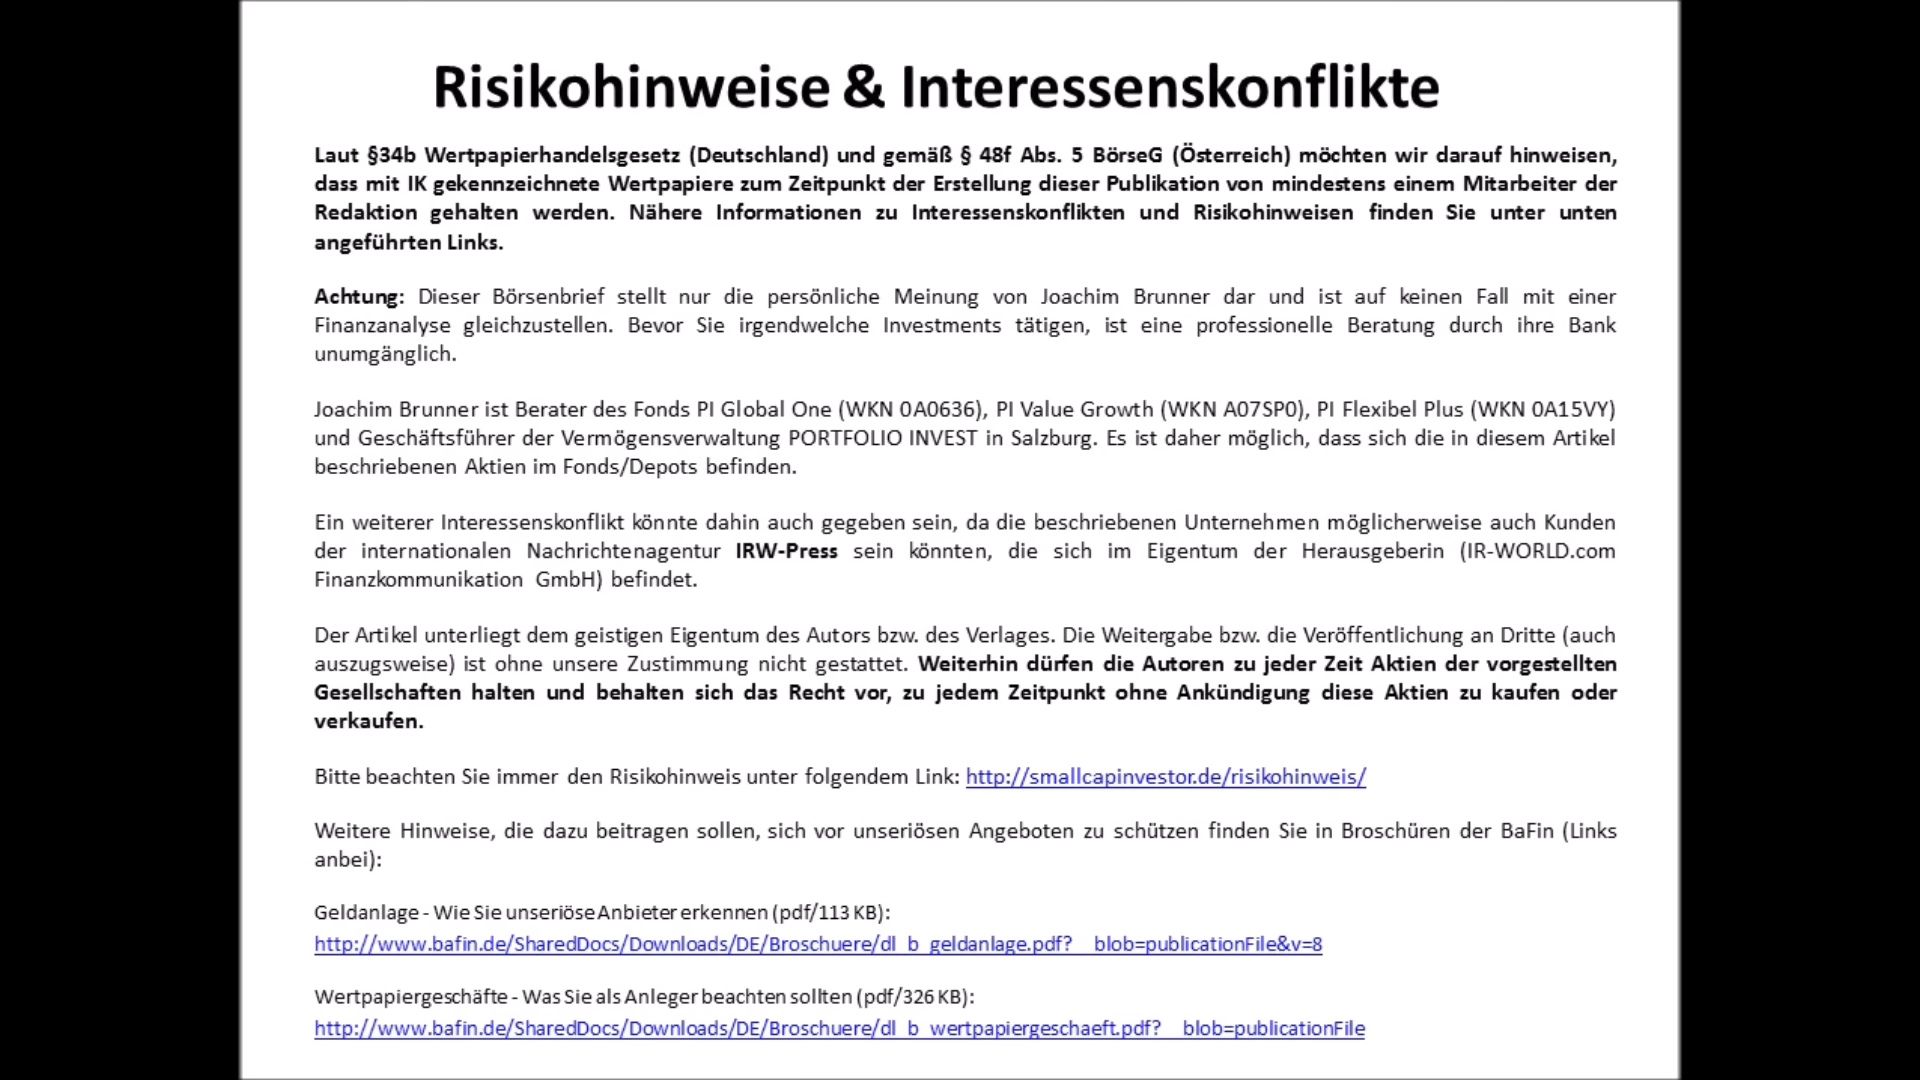 Risikohinweise & Interessenskonflikte
Laut §34b Wertpapierhandelsgesetz (Deutschland) und gemäß § 48f Abs. 5 BörseG (Österreich) möchten wir darauf hinweisen,
dass mit IK gekennzeichnete Wertpapiere zum Zeitpunkt der Erstellung dieser Publikation von mindestens einem Mitarbeiter der
Redaktion gehalten werden. Nähere Informationen zu Interessenskonflikten und Risikohinweisen finden Sie unter unten
angeführten Links.
Achtung: Dieser Börsenbrief stellt nur die persönliche Meinung von Joachim Brunner dar und ist auf keinen Fall mit einer
Finanzanalyse gleichzustellen. Bevor Sie irgendwelche Investments tätigen, ist eine professionelle Beratung durch ihre Bank
unumgänglich.
Joachim Brunner ist Berater des Fonds PI Global One (WKN 0A0636), PI Value Growth (WKN A07SP0), PI Flexibel Plus (WKN 0A15VY)
und Geschäftsführer der Vermögensverwaltung PORTFOLIO INVEST in Salzburg. Es ist daher möglich, dass sich die in diesem Artikel
beschriebenen Aktien im Fonds/Depots befinden.
Ein weiterer Interessenskonflikt könnte dahin auch gegeben sein, da die beschriebenen Unternehmen möglicherweise auch Kunden
der internationalen Nachrichtenagentur IRW-Press sein könnten, die sich im Eigentum der Herausgeberin (IR-WORLD.com
Finanzkommunikation GmbH) befindet.
Der Artikel unterliegt dem geistigen Eigentum des Autors bzw. des Verlages. Die Weitergabe bzw. die Veröffentlichung an Dritte (auch
auszugsweise) ist ohne unsere Zustimmung nicht gestattet. Weiterhin dürfen die Autoren zu jeder Zeit Aktien der vorgestellten
Gesellschaften halten und behalten sich das Recht vor, zu jedem Zeitpunkt ohne Ankündigung diese Aktien zu kaufen oder
verkaufen.
Bitte beachten Sie immer den Risikohinweis unter folgendem Link: http://smallcapinvestor.de/risikohinweis/
Weitere Hinweise, die dazu beitragen sollen, sich vor unseriösen Angeboten zu schützen finden Sie in Broschüren der BaFin (Links
anbei):
Geldanlage - Wie Sie unseriöse Anbieter erkennen (pdf/113 KB):
http://www.bafin.de/SharedDocs/Downloads/DE/Broschuere/dl_b_geldanlage.pdf?__blob=publicationFile&v=8
Wertpapiergeschäfte - Was Sie als Anleger beachten sollten (pdf/326 KB):
http://www.bafin.de/SharedDocs/Downloads/DE/Broschuere/dl_b_wertpapiergeschaeft.pdf?__blob=publicationFile